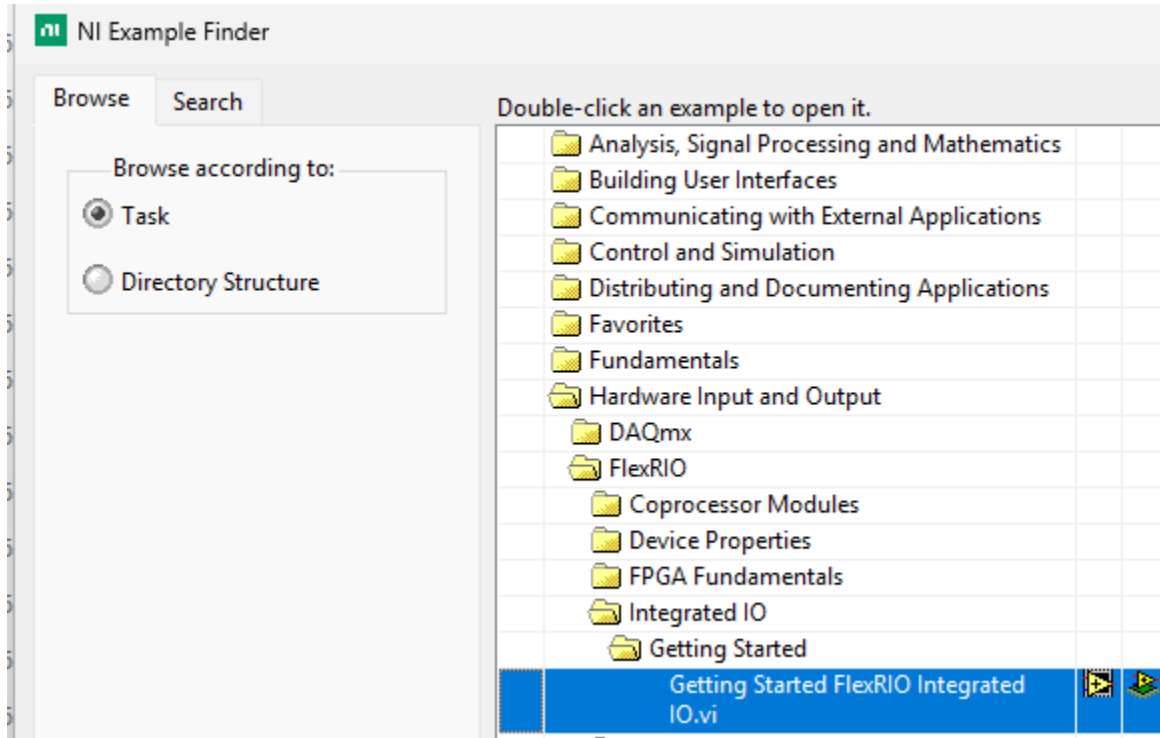 NI Example Finder
Browse
Search
Double-click an example to open it.
Browse according to:
Task
Directory Structure
Analysis, Signal Processing and Mathematics
Building User Interfaces
Communicating with External Applications
Control and Simulation
Distributing and Documenting Applications
Favorites
Fundamentals
Hardware Input and Output
DAQmx
FlexRIO
Coprocessor Modules
Device Properties
FPGA Fundamentals
Integrated IO
Getting Started
Getting Started FlexRIO Integrated
IO.vi